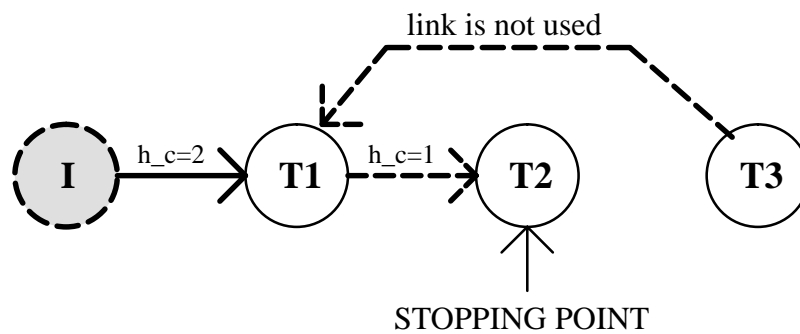 link is not used
I
h_c=2
T1
h_c=1
T2
T3
STOPPING POINT